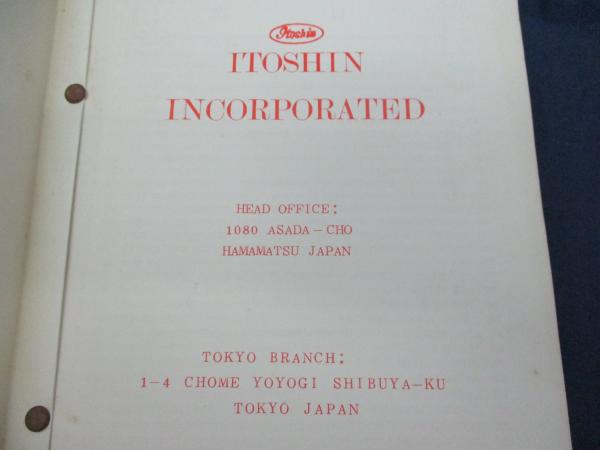 Itoshin
ITOSHIN
INCORPORATED
HEAD OFFICE:
1080 ASADA-CHO
HAMAMATSU JAPAN
TOKYO BRANCH:
1-4 CHOME YOYOGI SHIBUYA-KU
TOKYO JAPAN